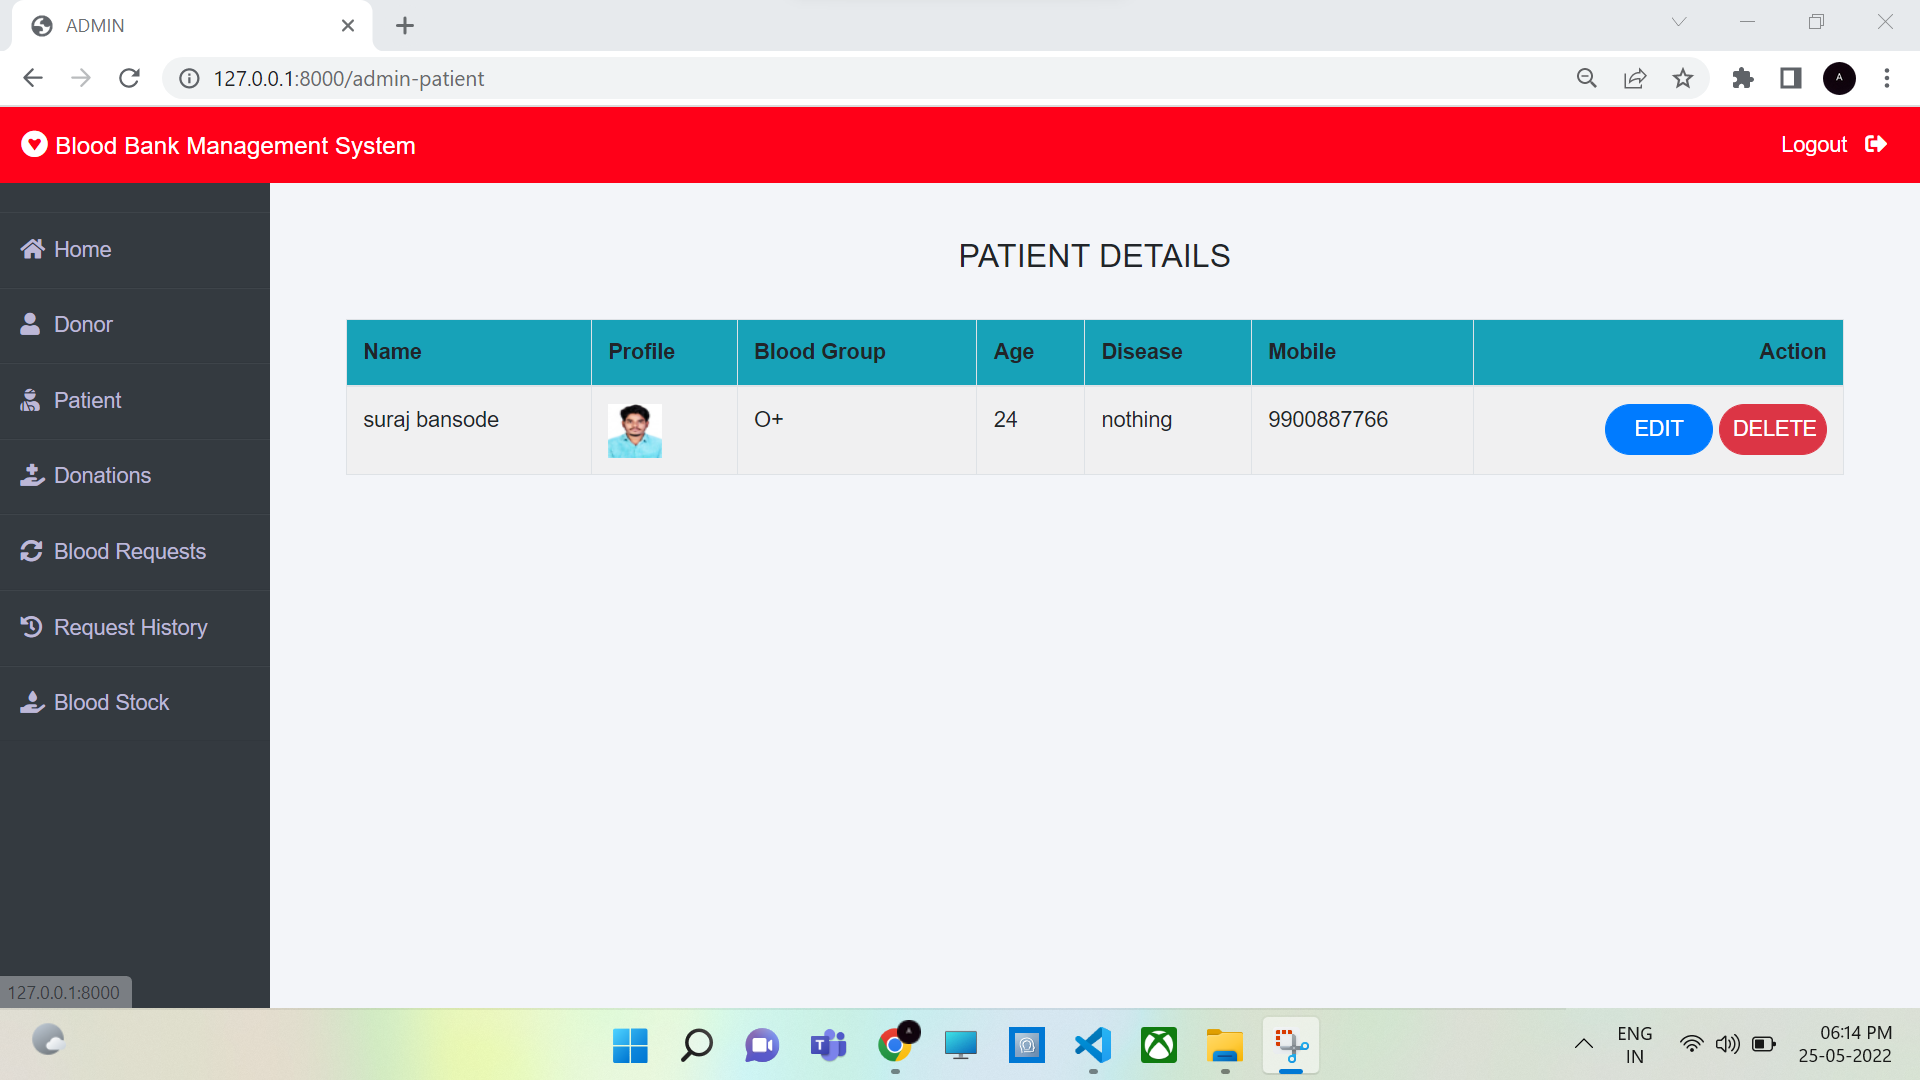 ADMIN
127.0.0.1:8000/admin-patient
A
Blood Bank Management System
Logout
Home
Donor
Patient
Donations
Blood Requests
Request History
Blood Stock
PATIENT DETAILS
Name Profile Blood Group Age Disease Mobile Action
suraj bansode O+ 24 nothing 9900887766 EDIT DELETE
127.0.0.1:8000
T
A
ENG
IN
06:14 PM
25-05-2022